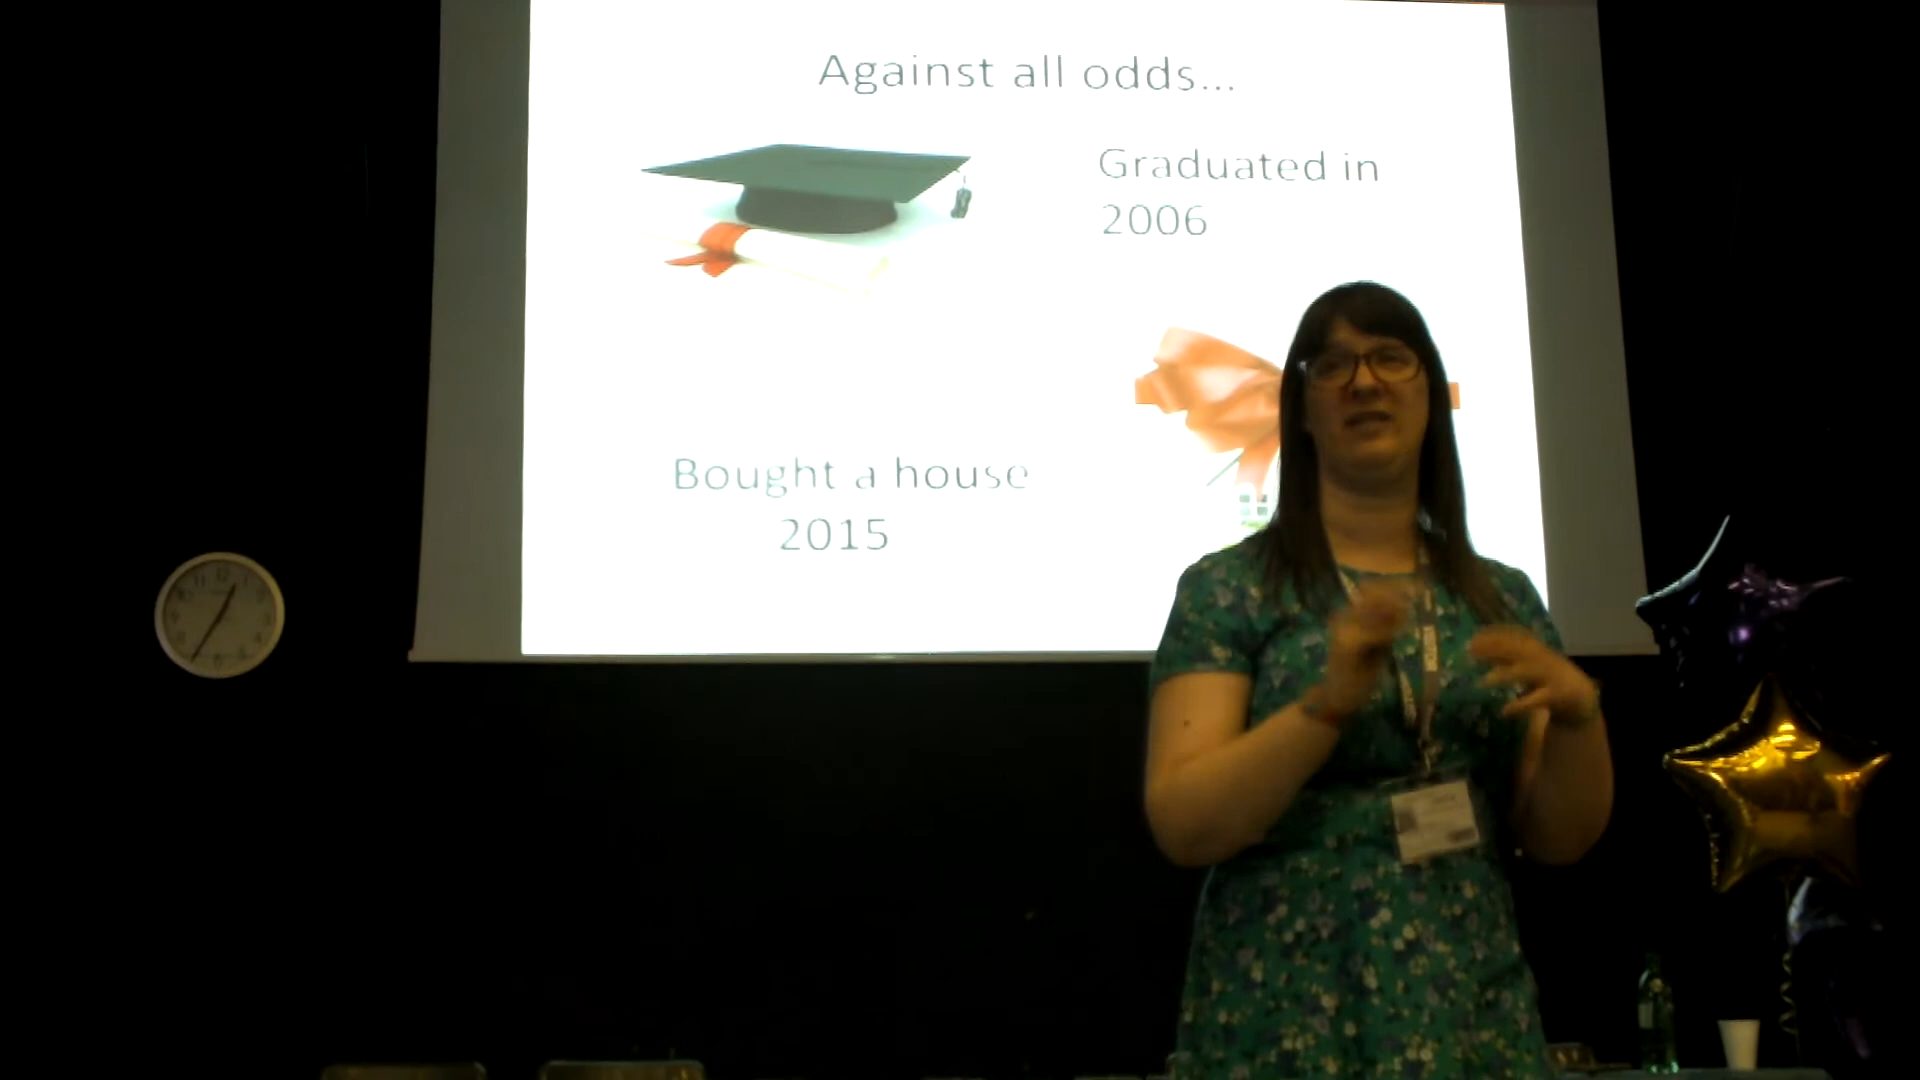 Against all odds...
Graduated in
2006
Bought a house
2015